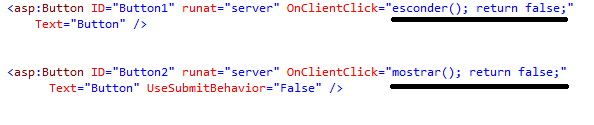 <asp:Button ID="Button1" runat="server" OnClientClick="esconder(); return false;"
Text="Button" />
<asp:Button ID="Button2" runat="server" OnClientClick="mostrar(); return false;"
Text="Button" UseSubmitBehavior="False" />